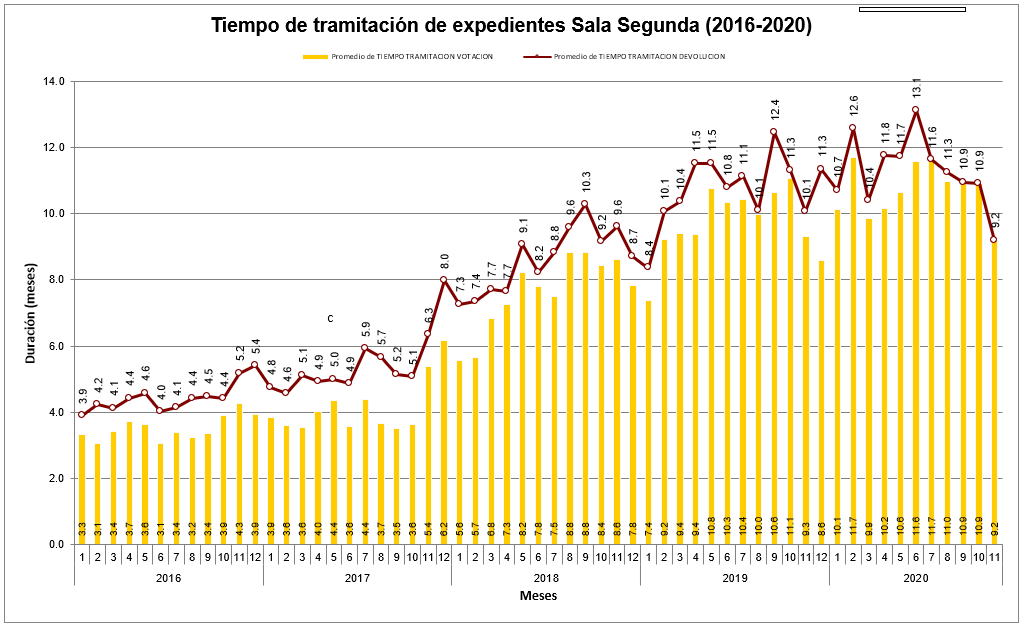 Tiempo de tramitación de expedientes Sala Segunda (2016-2020)
Promedio de TIEMPO TRAMITACION VOTACION Promedio de TIEMPO TRAMITACION DEVOLUCION
14.0
12.0
10.0
8.0
6.0
4.0
2.0
0.0
Duración (meses)
c
3.9 4.2 4.1 4.4 4.6 4.0 4.1 4.4 4.5 4.4 5.2 5.4 4.8 4.6 5.1 4.9 5.0 4.9 5.9 5.7 5.2 5.1 6.3 8.0 7.3 7.4 7.7 7.7 9.1 8.2 8.8 9.6 10.3 9.2 9.6 8.7 8.4 10.1 10.4 11.5 11.5 10.8 11.1 10.1 12.4 11.3 10.1 11.3 10.7 12.6 10.4 11.8 11.7 13.1 11.6 11.3 10.9 10.9 9.2
3.3 3.1 3.4 3.7 3.6 3.1 3.4 3.2 3.4 3.9 4.3 3.9 3.9 3.6 3.6 4.0 4.4 3.6 4.4 3.7 3.5 3.6 5.4 6.2 5.6 5.7 6.8 7.3 8.2 7.8 7.5 8.8 8.8 8.4 8.6 7.8 7.4 9.2 9.4 9.4 10.8 10.3 10.4 10.0 10.6 11.1 9.3 8.6 10.1 11.7 9.9 10.2 10.6 11.6 11.7 11.0 10.9 10.9 9.2
1 2 3 4 5 6 7 8 9 10 11 12 1 2 3 4 5 6 7 8 9 10 11 12 1 2 3 4 5 6 7 8 9 10 11 12 1 2 3 4 5 6 7 8 9 10 11 12 1 2 3 4 5 6 7 8 9 10 11
2016 2017 2018 2019 2020
Meses